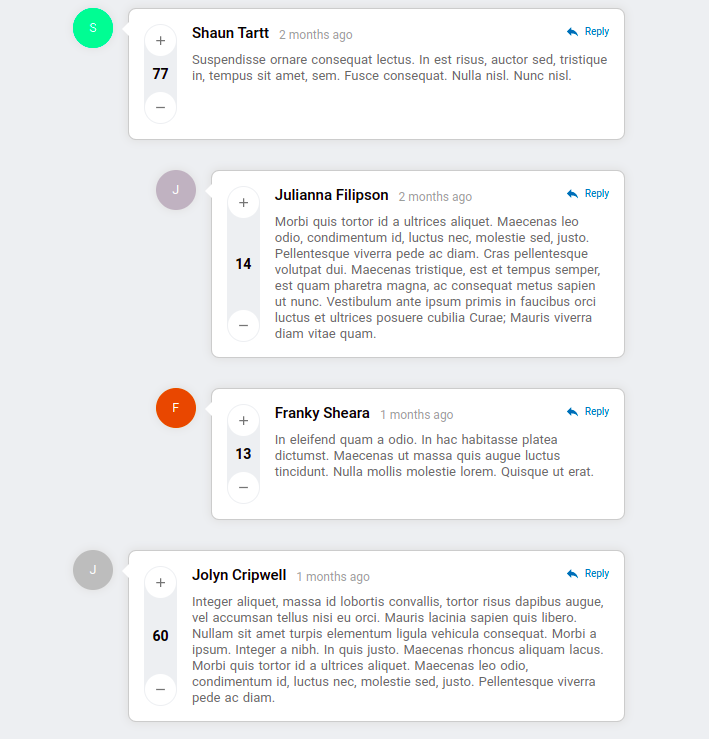 S
+
77
−
Shaun Tartt 2 months ago Reply
Suspendisse ornare consequat lectus. In est risus, auctor sed, tristique
in, tempus sit amet, sem. Fusce consequat. Nulla nisl. Nunc nisl.
J
+
14
−
Julianna Filipson 2 months ago Reply
Morbi quis tortor id a ultrices aliquet. Maecenas leo
odio, condimentum id, luctus nec, molestie sed, justo.
Pellentesque viverra pede ac diam. Cras pellentesque
volutpat dui. Maecenas tristique, est et tempus semper,
est quam pharetra magna, ac consequat metus sapien
ut nunc. Vestibulum ante ipsum primis in faucibus orci
luctus et ultrices posuere cubilia Curae; Mauris viverra
diam vitae quam.
F
+
13
−
Franky Sheara 1 months ago Reply
In eleifend quam a odio. In hac habitasse platea
dictumst. Maecenas ut massa quis augue luctus
tincidunt. Nulla mollis molestie lorem. Quisque ut erat.
J
+
60
−
Jolyn Cripwell 1 months ago Reply
Integer aliquet, massa id lobortis convallis, tortor risus dapibus augue,
vel accumsan tellus nisi eu orci. Mauris lacinia sapien quis libero.
Nullam sit amet turpis elementum ligula vehicula consequat. Morbi a
ipsum. Integer a nibh. In quis justo. Maecenas rhoncus aliquam lacus.
Morbi quis tortor id a ultrices aliquet. Maecenas leo odio,
condimentum id, luctus nec, molestie sed, justo. Pellentesque viverra
pede ac diam.